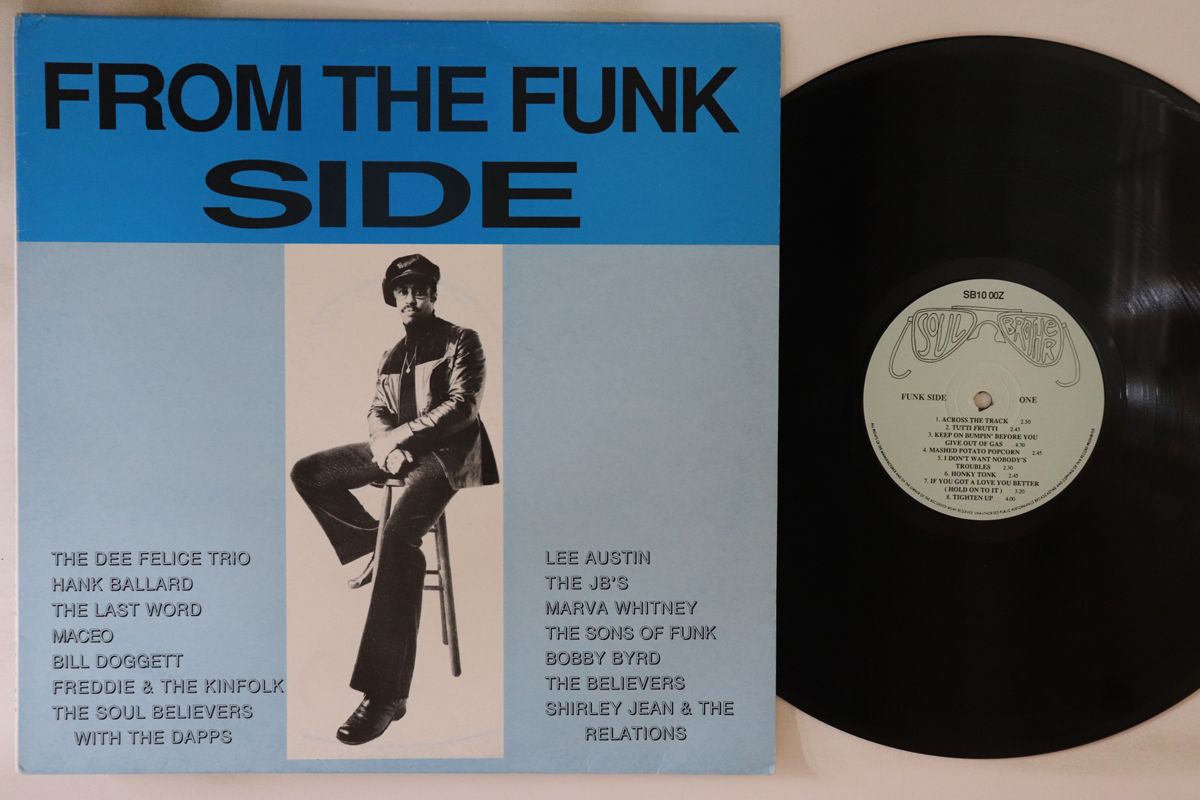 FROM THE FUNK
SIDE
THE DEE FELICE TRIO
HANK BALLARD
THE LAST WORD
MACEO
BILL DOGGETT
FREDDIE & THE KINFOLK
THE SOUL BELIEVERS
WITH THE DAPPS
LEE AUSTIN
THE JB'S
MARVA WHITNEY
THE SONS OF FUNK
BOBBY BYRD
THE BELIEVERS
SHIRLEY JEAN & THE
RELATIONS
SB10 00Z
SOUL BROTHER
FUNK SIDE ONE
1. ACROSS THE TRACK 2.50
2. TUTTI FRUTTI 2.45
3. KEEP ON BUMPIN' BEFORE YOU
GIVE OUT OF GAS 4.70
4. MASHED POTATO POPCORN 2.45
5. I DON'T WANT NOBODY'S
TROUBLES 2.50
6. HONKY TONK 2.45
7. IF YOU GOT A LOVE YOU BETTER
( HOLD ON TO IT ) 3.20
8. TIGHTEN UP 4.00